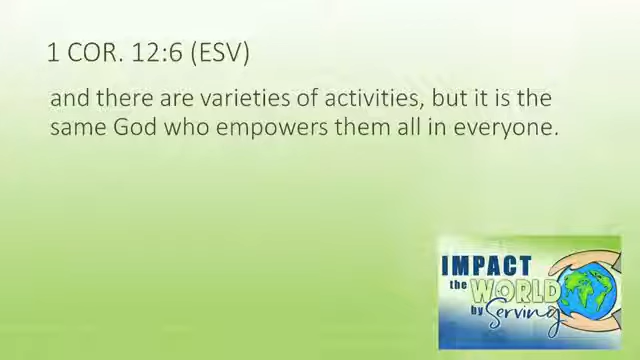 1 COR. 12:6 (ESV)
and there are varieties of activities, but it is the
same God who empowers them all in everyone.
IMPACT
the WORLD
by Serving